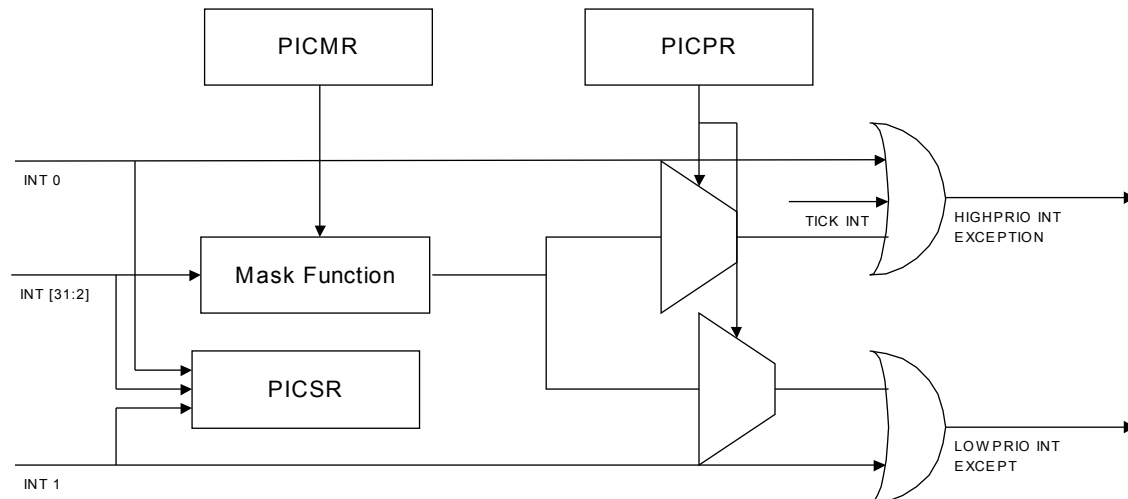 PICMR
PICPR
INT 0
TICK INT
HIGHPRIO INT
EXCEPTION
Mask Function
INT [31:2]
PICSR
LOWPRIO INT
EXCEPT
INT 1